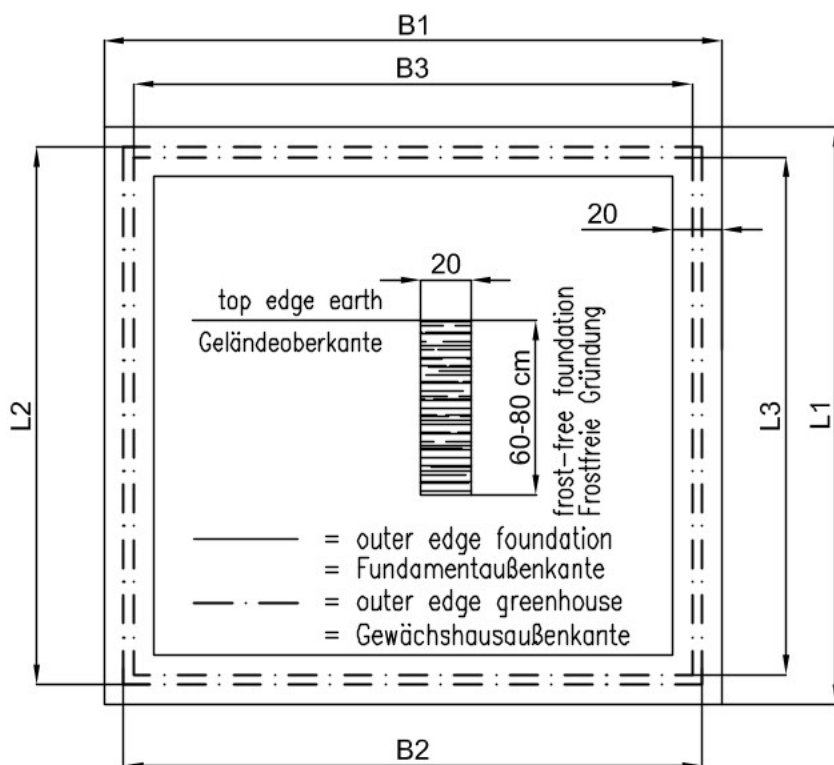 B1
B3
20
20
top edge earth
Geländeoberkante
60-80 cm
frost-free foundation
Frostfreie Gründung
L2
L3
L1
= outer edge foundation
= Fundamentaußenkante
= outer edge greenhouse
= Gewächshausaußenkante
B2